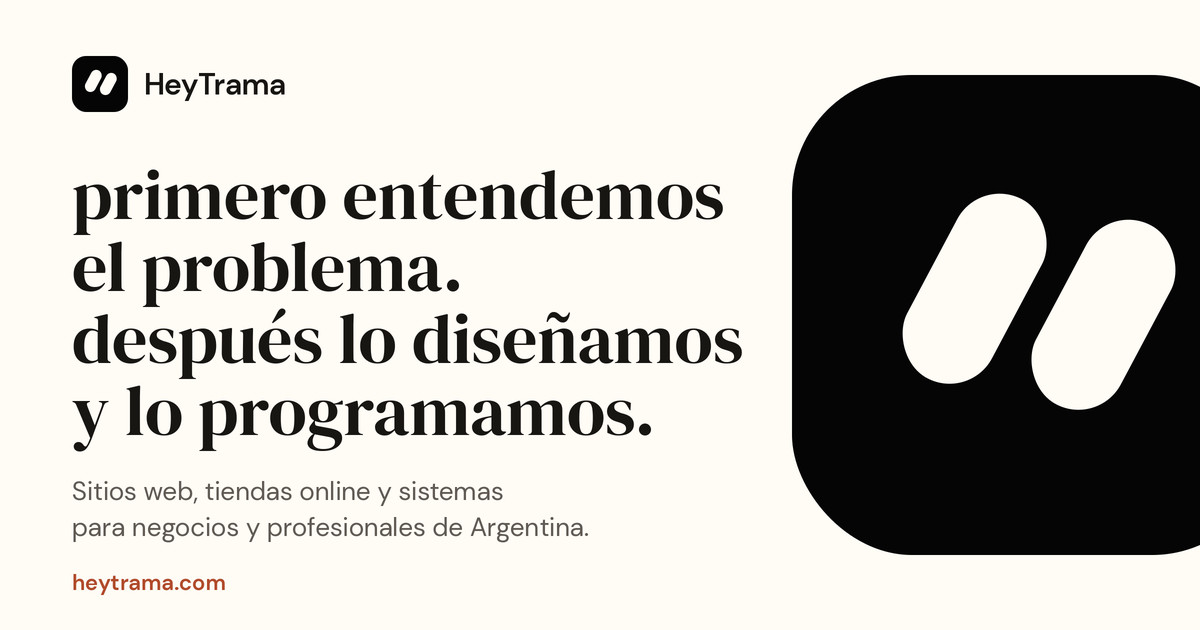 HeyTrama
primero entendemos
el problema.
después lo diseñamos
y lo programamos.
Sitios web, tiendas online y sistemas
para negocios y profesionales de Argentina.
heytrama.com